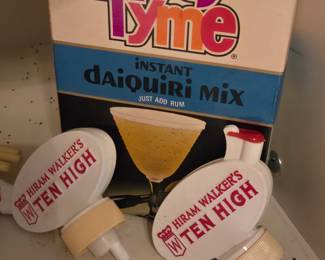 Tyme
INSTANT
daiquiri mix
JUST ADD RUM
HIRAM WALKER'S
TEN HIGH
HIRAM WALKER'S
TEN HIGH